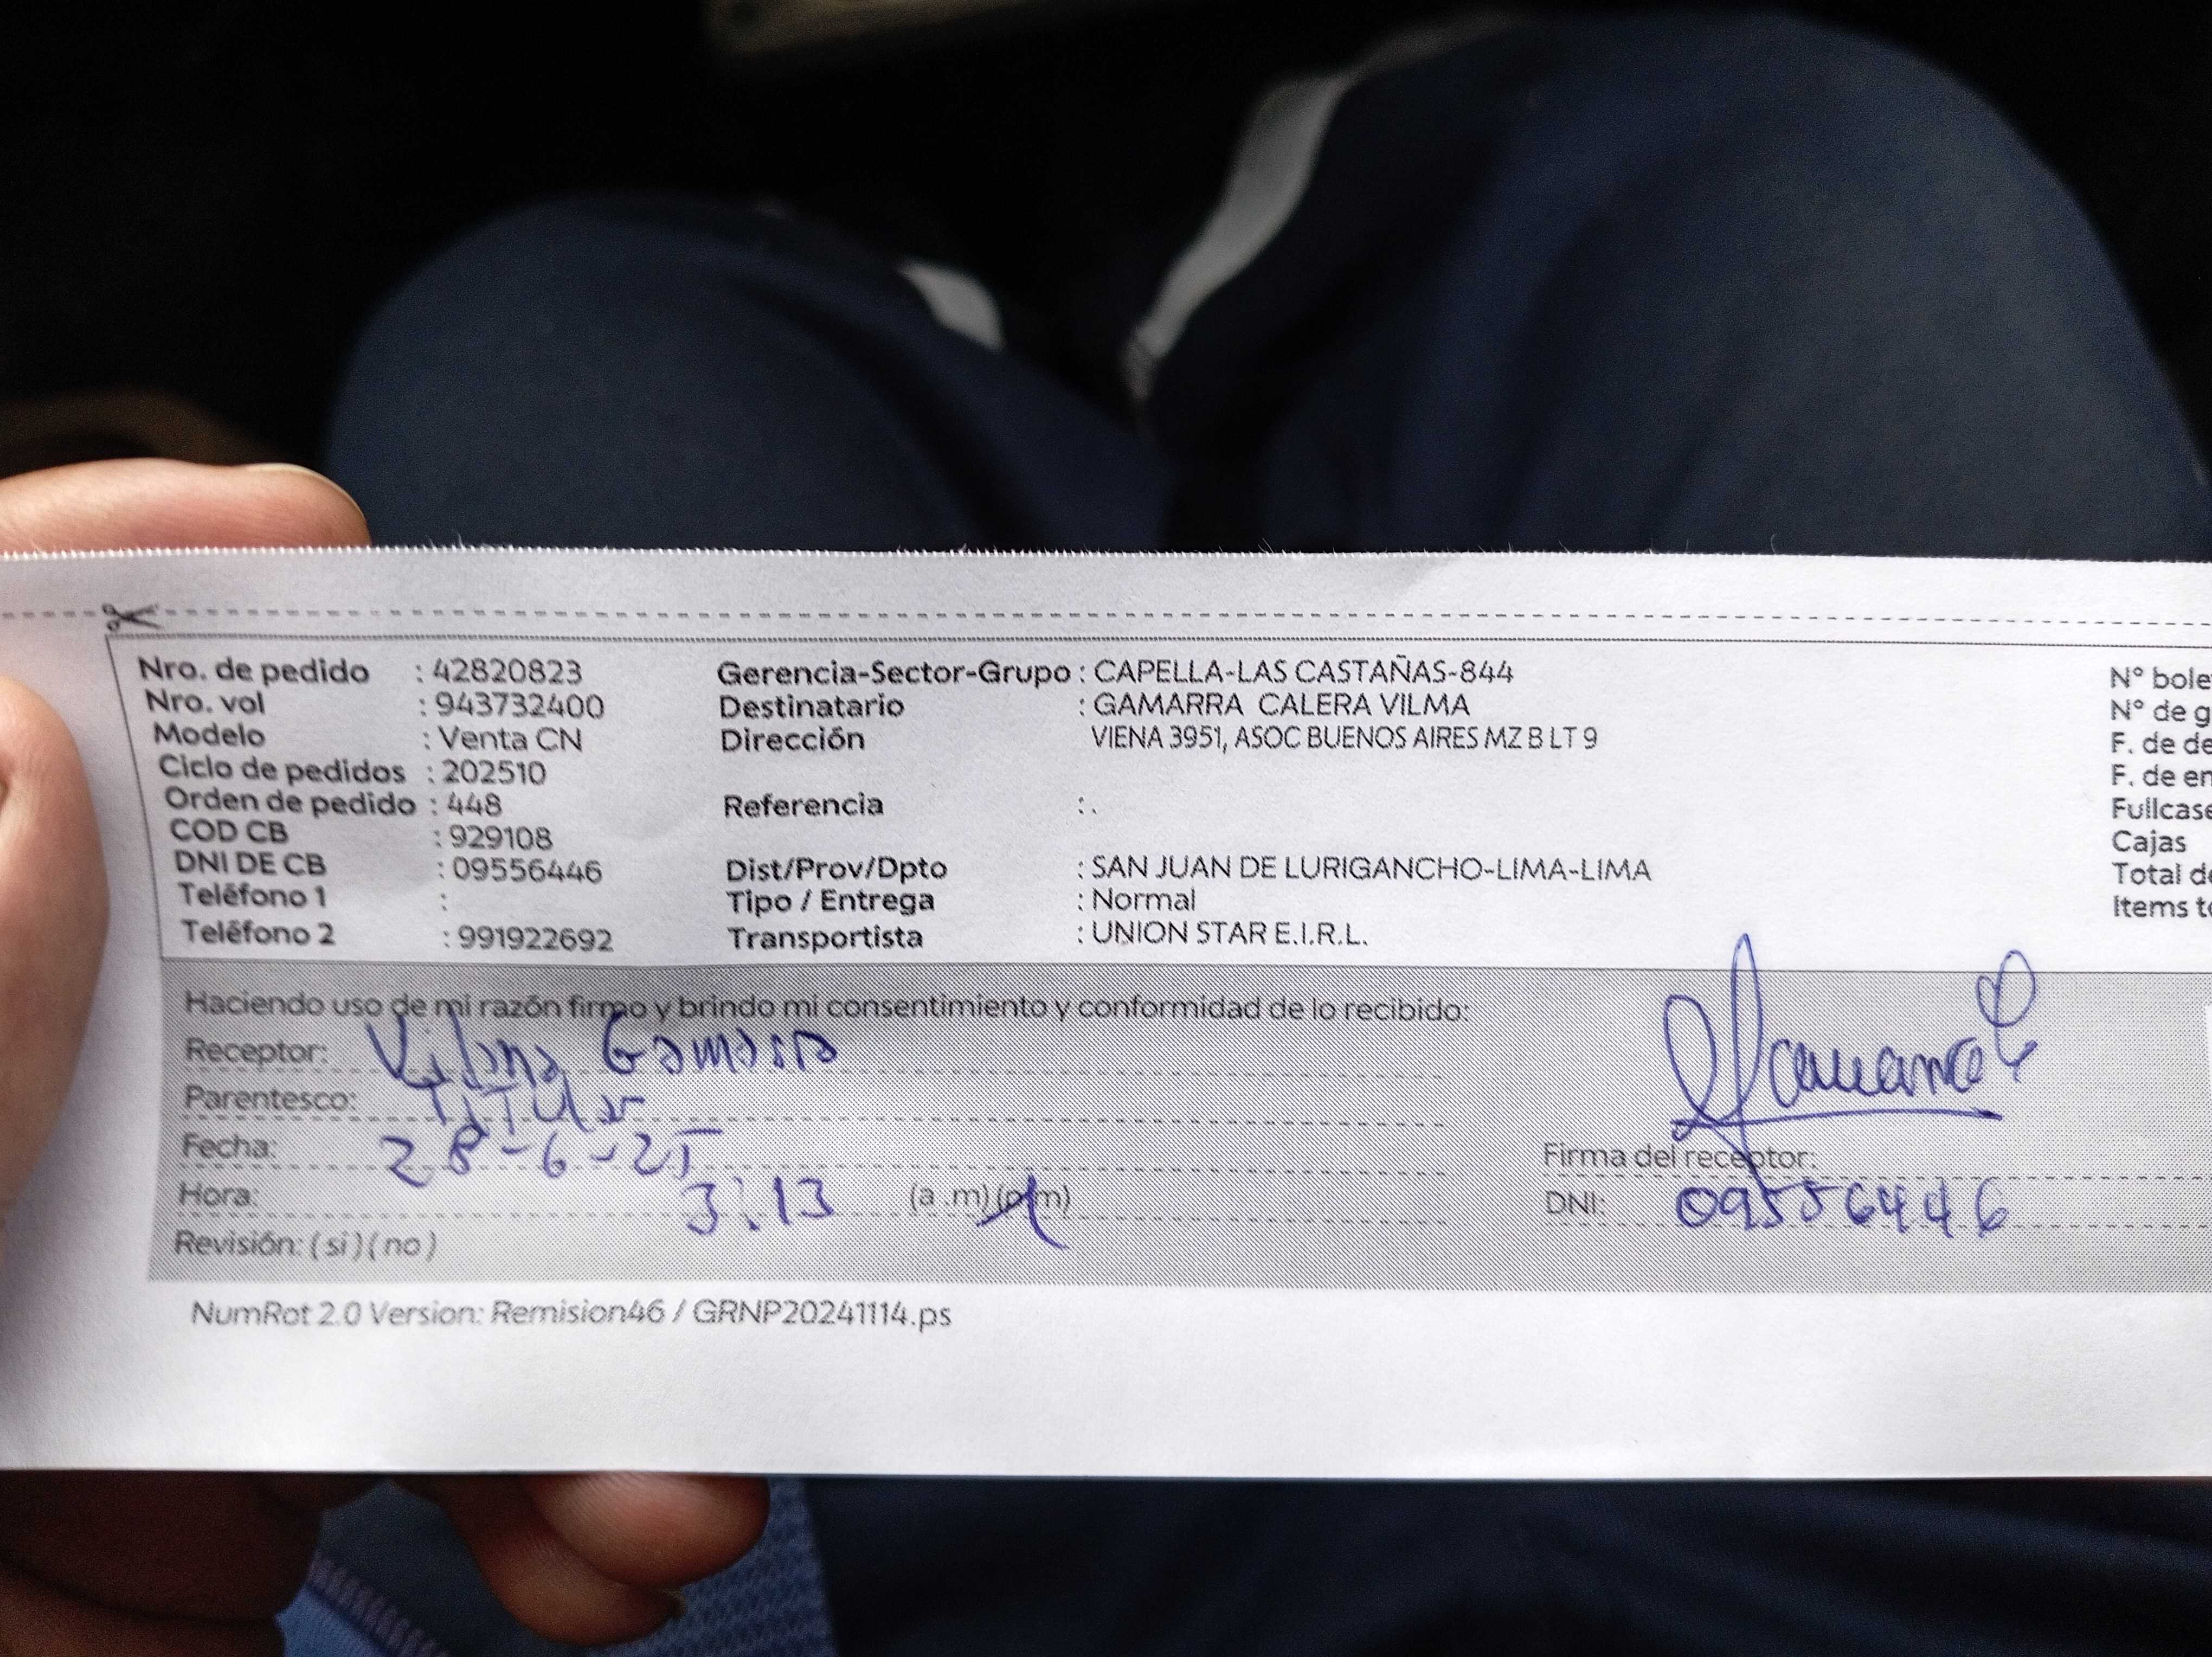 Nro. de pedido : 42820823 Gerencia-Sector-Grupo : CAPELLA-LAS CASTAÑAS-844 N° bole
Nro. vol : 943732400 Destinatario : GAMARRA CALERA VILMA N° de g
Modelo : Venta CN Dirección VIENA 3951, ASOC BUENOS AIRES MZ B LT 9 F. de de
Ciclo de pedidos : 202510 F. de en
Orden de pedido : 448 Referencia : . Fullcase
COD CB : 929108 Cajas
DNI DE CB : 09556446 Dist/Prov/Dpto : SAN JUAN DE LURIGANCHO-LIMA-LIMA Total de
Teléfono 1 : Tipo / Entrega : Normal Items to
Teléfono 2 : 991922692 Transportista : UNION STAR E.I.R.L.
Haciendo uso de mi razón firmo y brindo mi consentimiento y conformidad de lo recibido:
Receptor: Vilma Gamarra
Parentesco: Titular
Fecha: 28-6-25 Firma del receptor:
Hora: 3:13 (a .m) (p.m) DNI: 09556446
Revisión: ( si ) ( no )
NumRot 2.0 Version: Remision46 / GRNP20241114.ps